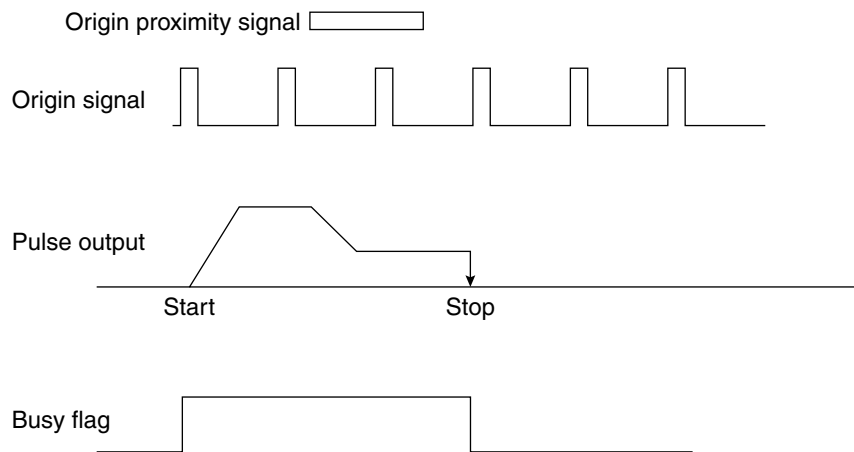 Origin proximity signal
Origin signal
Pulse output
Start
Stop
Busy flag